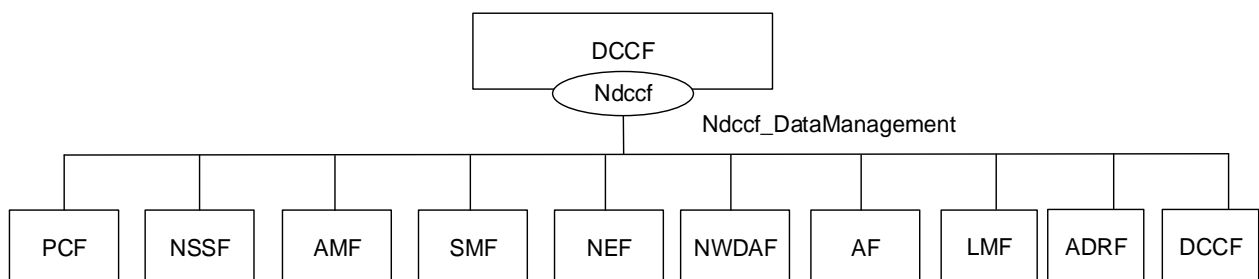 DCCF
Ndccf
Ndccf_DataManagement
PCF NSSF AMF SMF NEF NWDAF AF LMF ADRF DCCF